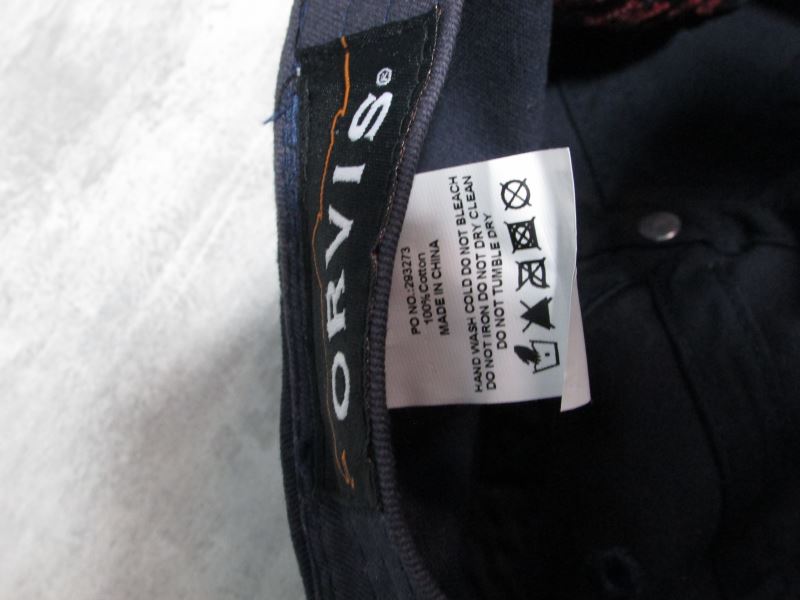 ORVIS®
PO NO.:293273
100% Cotton
MADE IN CHINA
HAND WASH COLD DO NOT BLEACH
DO NOT IRON DO NOT DRY CLEAN
DO NOT TUMBLE DRY